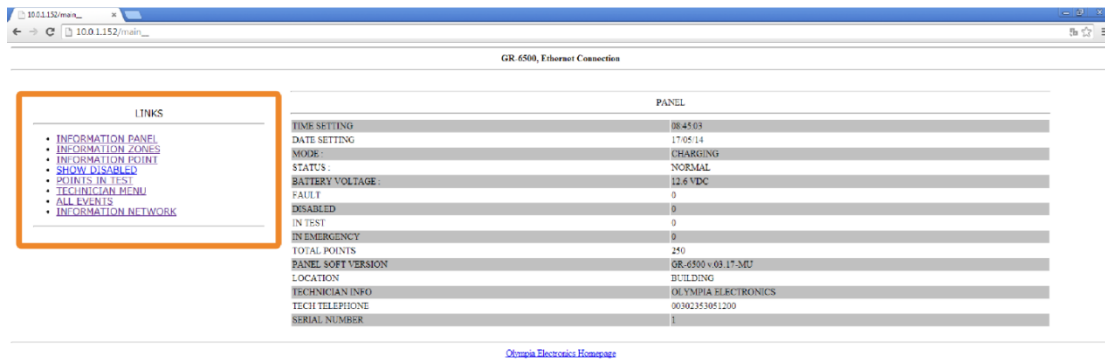 10.0.1.152/main_
10.0.1.152/main_
GR-6500, Ethernet Connection
LINKS
INFORMATION PANEL
INFORMATION ZONES
INFORMATION POINT
SHOW DISABLED
POINTS IN TEST
TECHNICIAN MENU
ALL EVENTS
INFORMATION NETWORK
PANEL
TIME SETTING 08:45:03
DATE SETTING 17/05/14
MODE : CHARGING
STATUS : NORMAL
BATTERY VOLTAGE : 12.6 VDC
FAULT 0
DISABLED 0
IN TEST 0
IN EMERGENCY 0
TOTAL POINTS 250
PANEL SOFT VERSION GR-6500 v.03.17-MU
LOCATION BUILDING
TECHNICIAN INFO OLYMPIA ELECTRONICS
TECH TELEPHONE 00302353051200
SERIAL NUMBER 1
Olympia Electronics Homepage